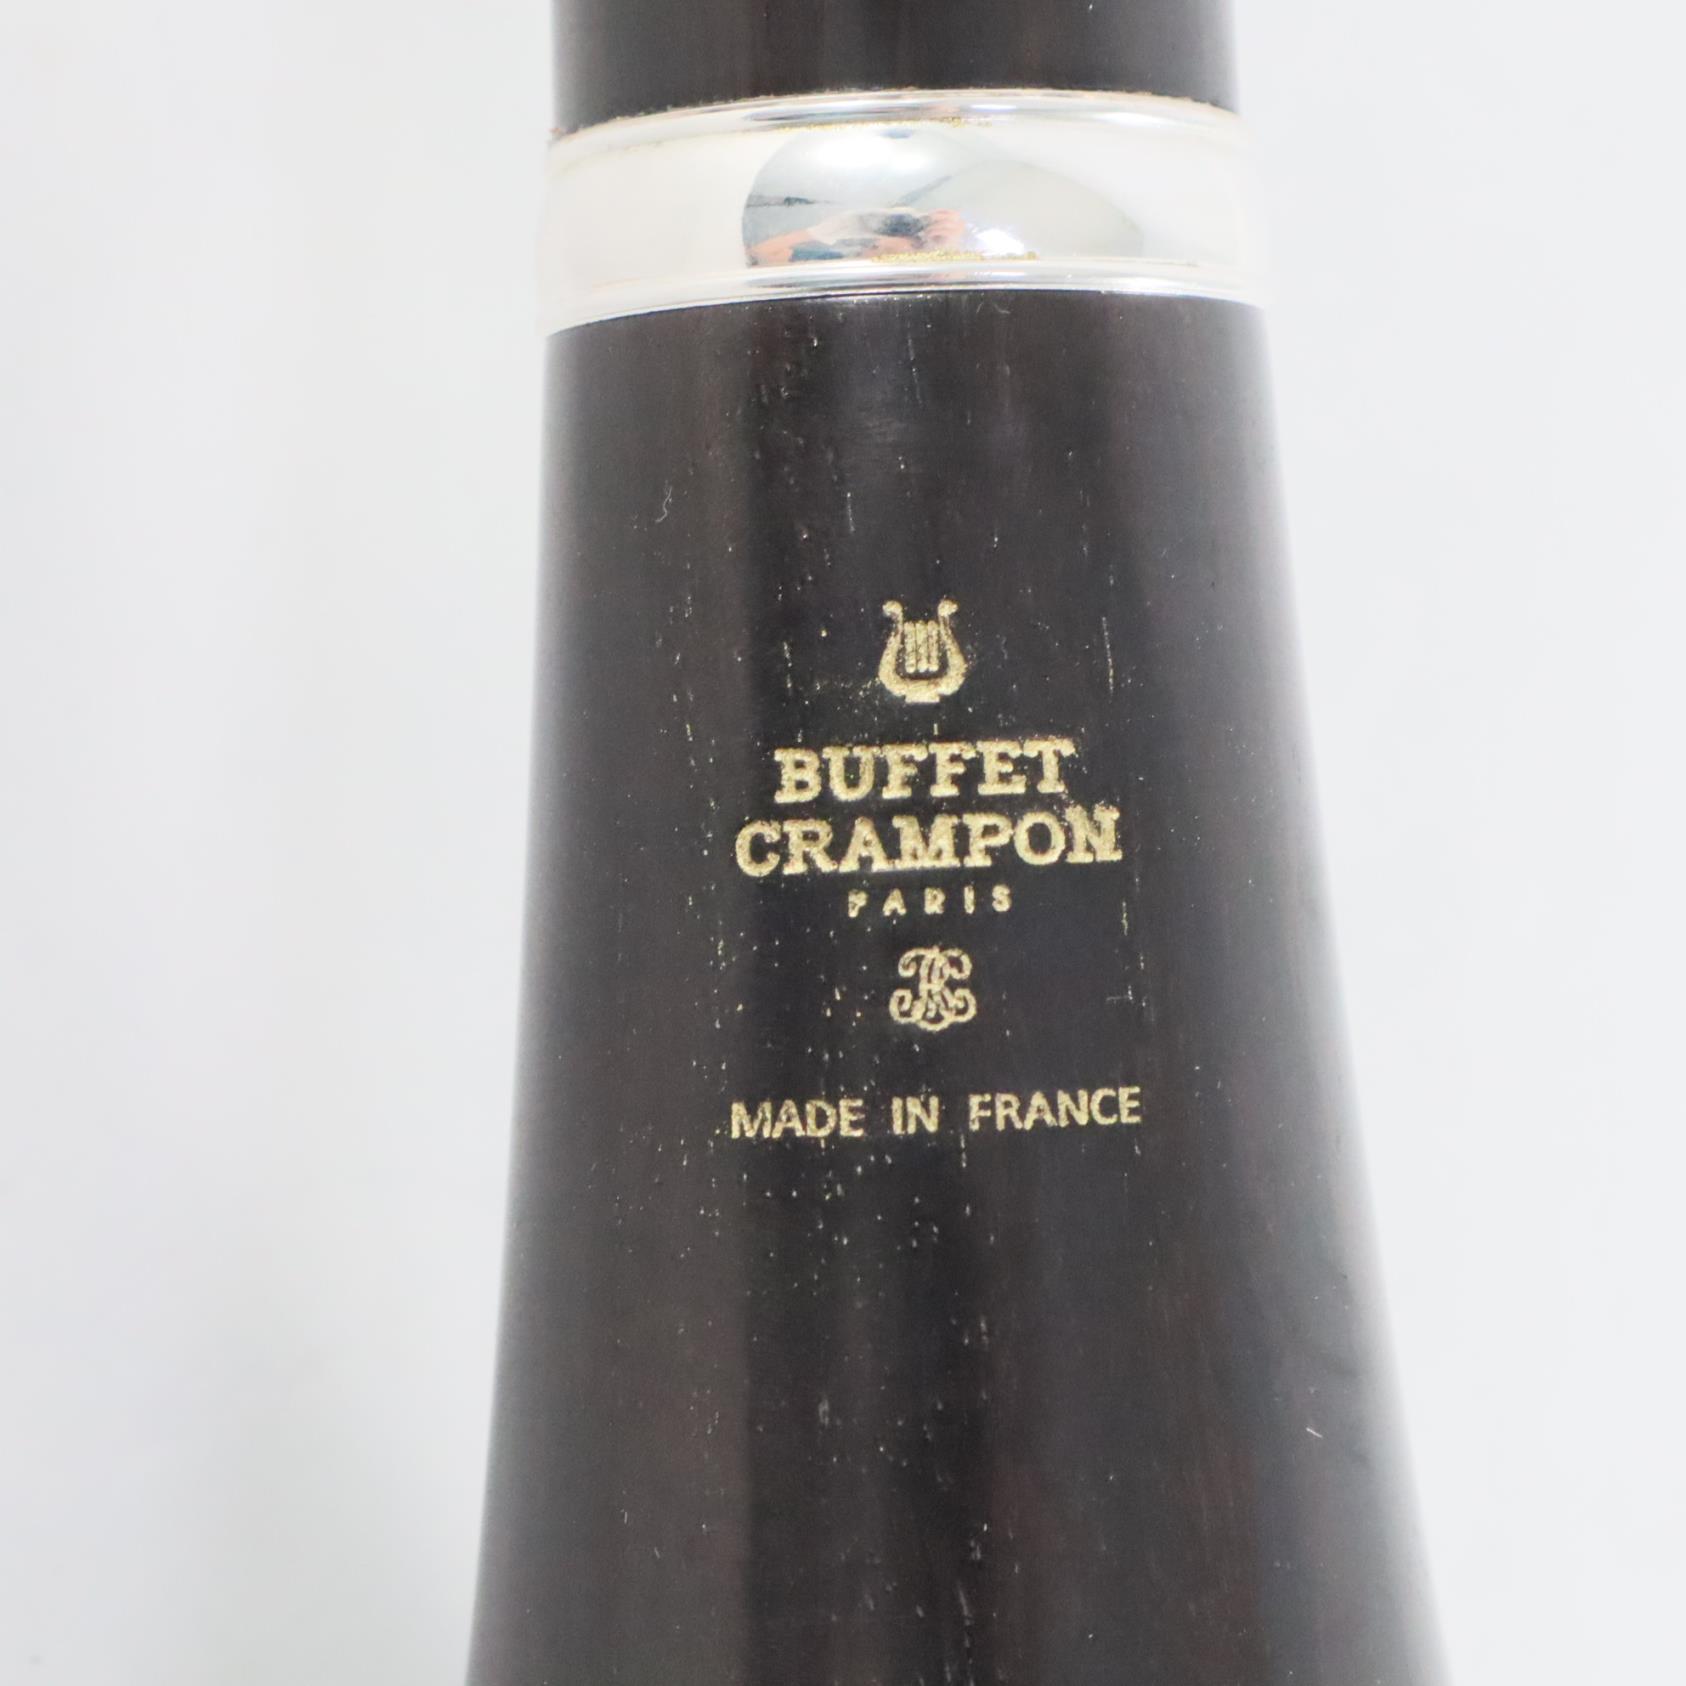 BUFFET
CRAMPON
PARIS
MADE IN FRANCE